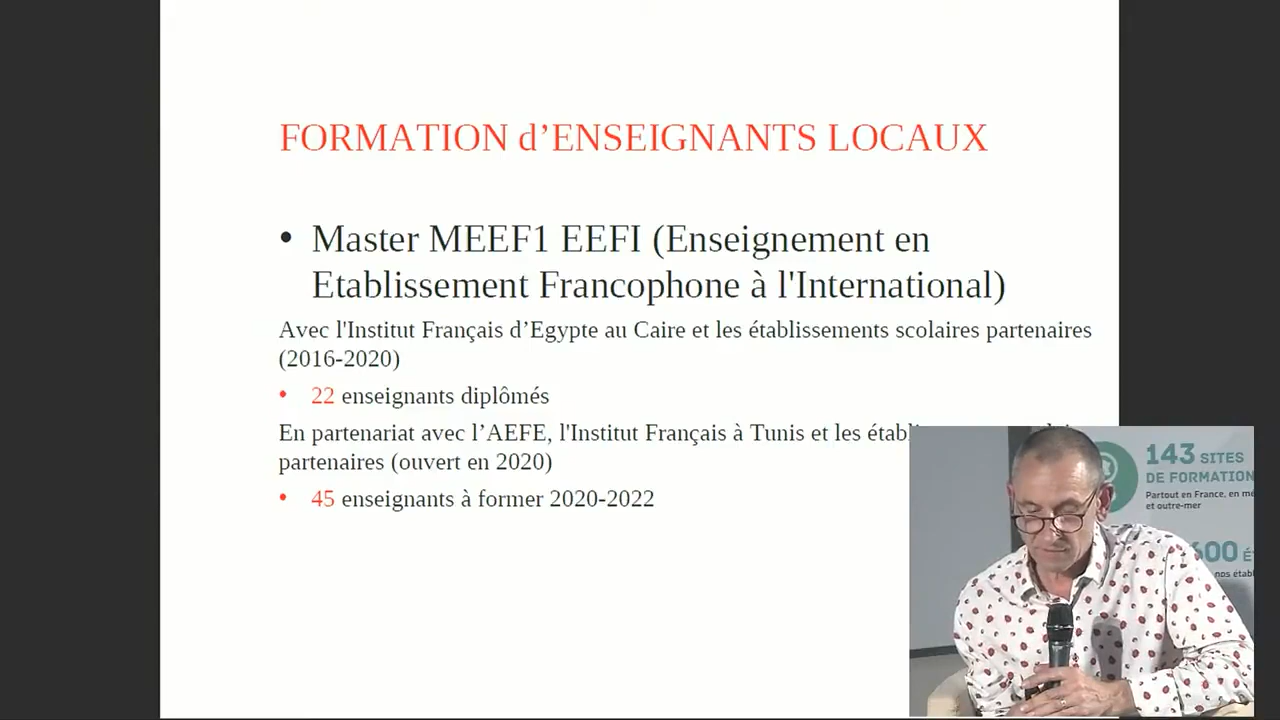 FORMATION d’ENSEIGNANTS LOCAUX
• Master MEEF1 EEFI (Enseignement en
Etablissement Francophone à l'International)
Avec l'Institut Français d’Egypte au Caire et les établissements scolaires partenaires
(2016-2020)
• 22 enseignants diplômés
En partenariat avec l’AEFE, l'Institut Français à Tunis et les
partenaires (ouvert en 2020)
• 45 enseignants à former 2020-2022
143 SITES
DE FORMATION
Partout en France, en
et outre-mer
nos